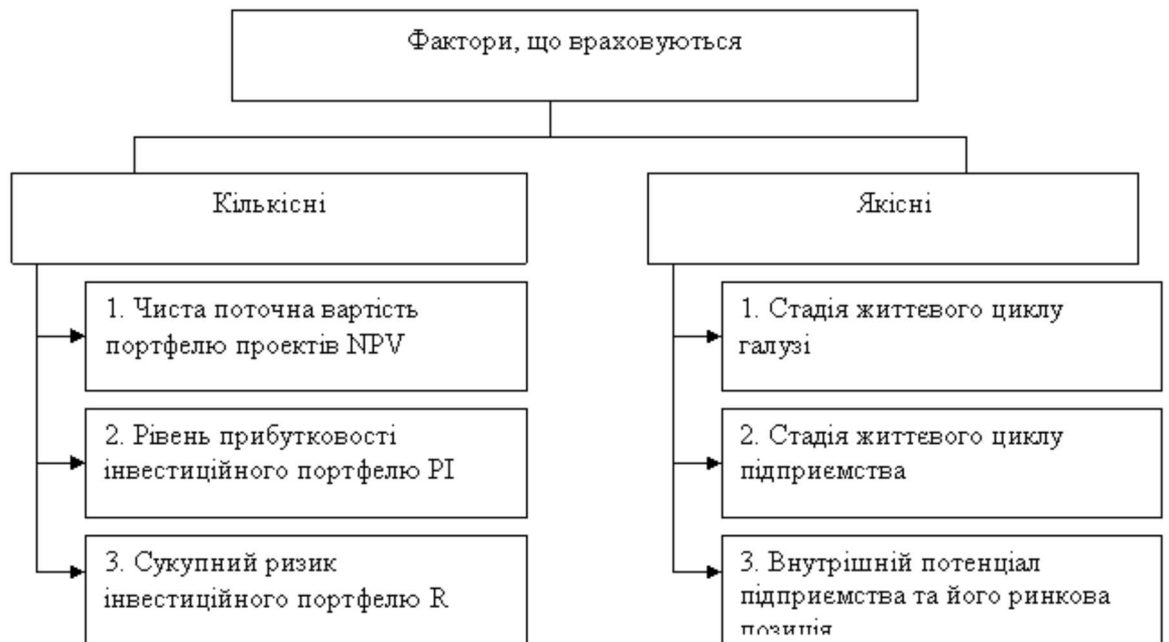 Фактори, що враховуються
Кількісні
1. Чиста поточна вартість
портфелю проектів NPV
2. Рівень прибутковості
інвестиційного портфелю PI
3. Сукупний ризик
інвестиційного портфелю R
Якісні
1. Стадія життєвого циклу
галузі
2. Стадія життєвого циклу
підприємства
3. Внутрішній потенціал
підприємства та його ринкова
позиція